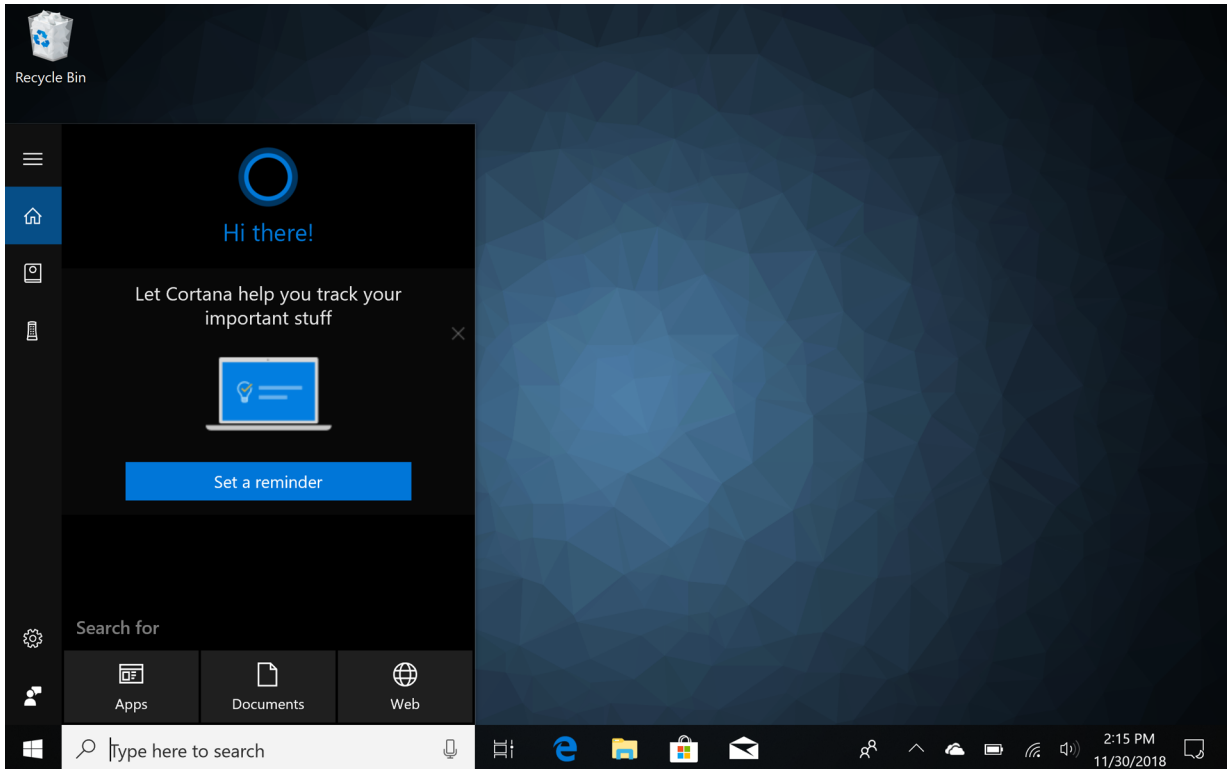 Recycle Bin
Hi there!
Let Cortana help you track your
important stuff
Set a reminder
Search for
Apps
Documents
Web
Type here to search
2:15 PM
11/30/2018